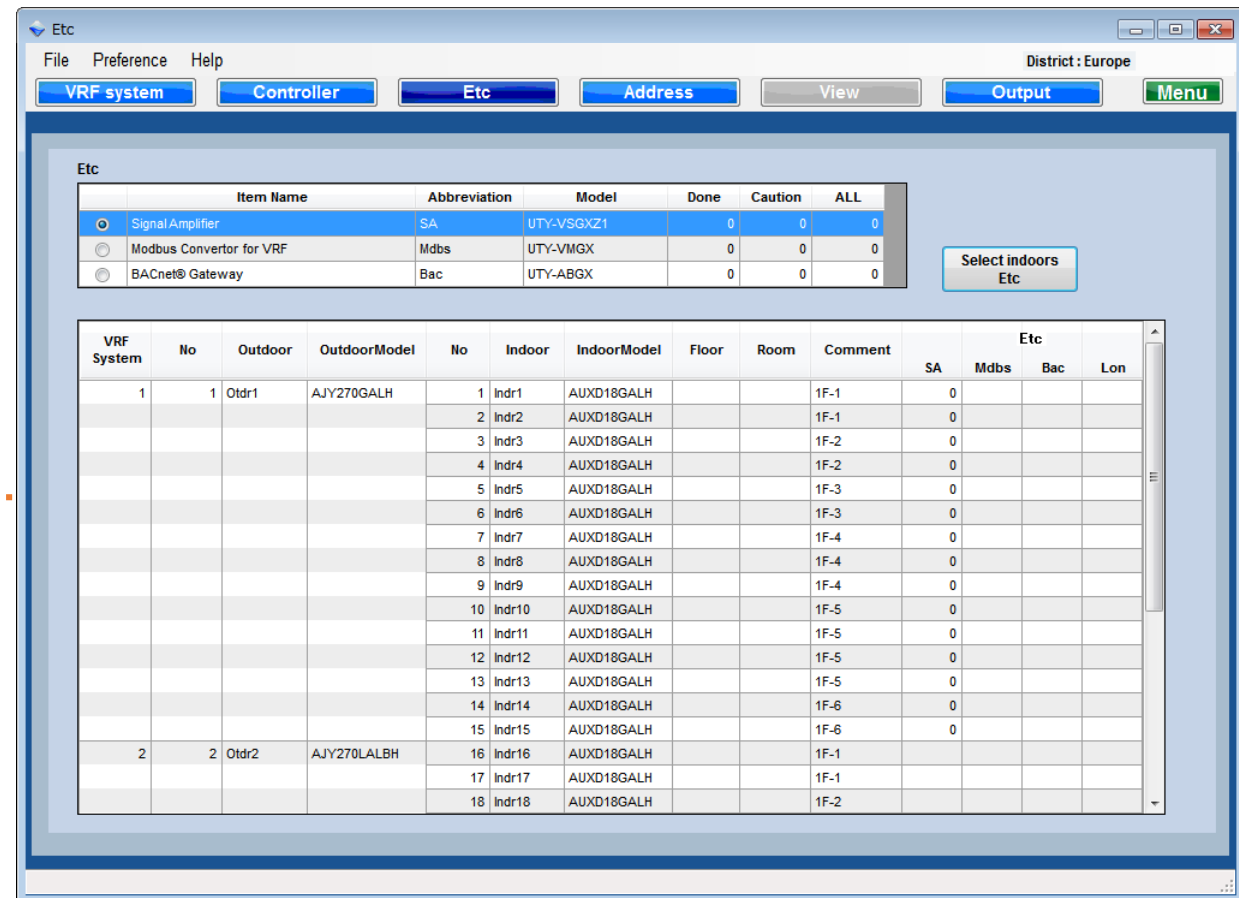 Etc
File Preference Help District : Europe
VRF system Controller Etc Address View Output Menu
Etc
Item Name Abbreviation Model Done Caution ALL
Signal Amplifier SA UTY-VSGXZ1 0 0 0
Modbus Convertor for VRF Mdbs UTY-VMGX 0 0 0
BACnet® Gateway Bac UTY-ABGX 0 0 0
Select indoors
Etc
VRF System No Outdoor OutdoorModel No Indoor IndoorModel Floor Room Comment Etc
SA Mdbs Bac Lon
1 1 Otdr1 AJY270GALH 1 Indr1 AUXD18GALH 1F-1 0
2 Indr2 AUXD18GALH 1F-1 0
3 Indr3 AUXD18GALH 1F-2 0
4 Indr4 AUXD18GALH 1F-2 0
5 Indr5 AUXD18GALH 1F-3 0
6 Indr6 AUXD18GALH 1F-3 0
7 Indr7 AUXD18GALH 1F-4 0
8 Indr8 AUXD18GALH 1F-4 0
9 Indr9 AUXD18GALH 1F-4 0
10 Indr10 AUXD18GALH 1F-5 0
11 Indr11 AUXD18GALH 1F-5 0
12 Indr12 AUXD18GALH 1F-5 0
13 Indr13 AUXD18GALH 1F-5 0
14 Indr14 AUXD18GALH 1F-6 0
15 Indr15 AUXD18GALH 1F-6 0
2 2 Otdr2 AJY270LALBH 16 Indr16 AUXD18GALH 1F-1
17 Indr17 AUXD18GALH 1F-1
18 Indr18 AUXD18GALH 1F-2